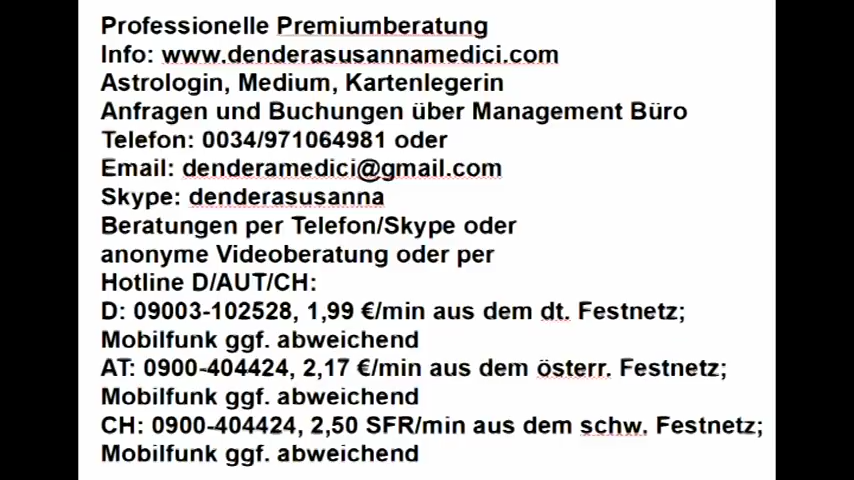 Professionelle Premiumberatung
Info: www.denderasusannamedici.com
Astrologin, Medium, Kartenlegerin
Anfragen und Buchungen über Management Büro
Telefon: 0034/971064981 oder
Email: denderamedici@gmail.com
Skype: denderasusanna
Beratungen per Telefon/Skype oder
anonyme Videoberatung oder per
Hotline D/AUT/CH:
D: 09003-102528, 1,99 €/min aus dem dt. Festnetz;
Mobilfunk ggf. abweichend
AT: 0900-404424, 2,17 €/min aus dem österr. Festnetz;
Mobilfunk ggf. abweichend
CH: 0900-404424, 2,50 SFR/min aus dem schw. Festnetz;
Mobilfunk ggf. abweichend